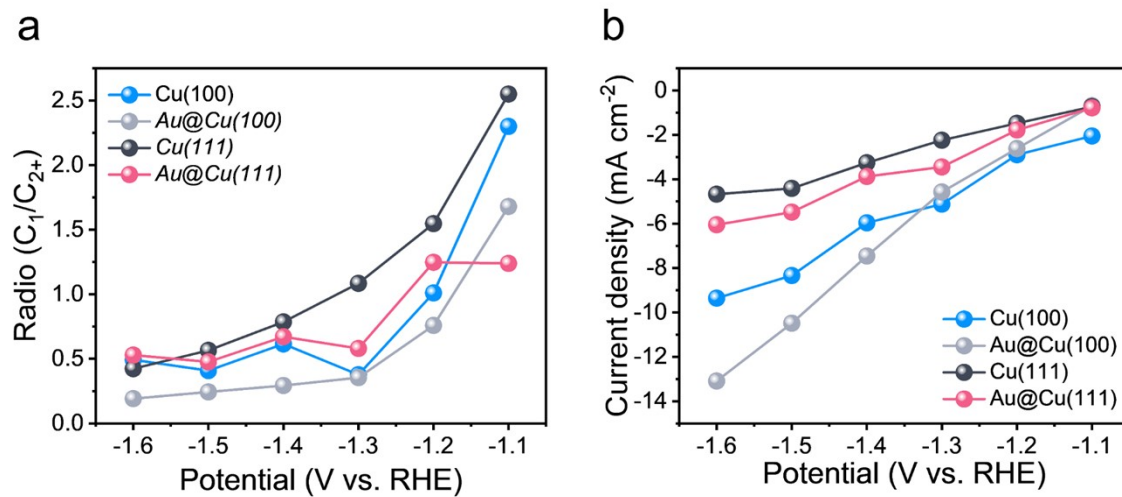 a
Radio (C₁/C₂₊)
2.5
2.0
1.5
1.0
0.5
0.0
Cu(100)
Au@Cu(100)
Cu(111)
Au@Cu(111)
-1.6 -1.5 -1.4 -1.3 -1.2 -1.1
Potential (V vs. RHE)
b
Current density (mA cm⁻²)
0
-2
-4
-6
-8
-10
-12
-14
Cu(100)
Au@Cu(100)
Cu(111)
Au@Cu(111)
-1.6 -1.5 -1.4 -1.3 -1.2 -1.1
Potential (V vs. RHE)